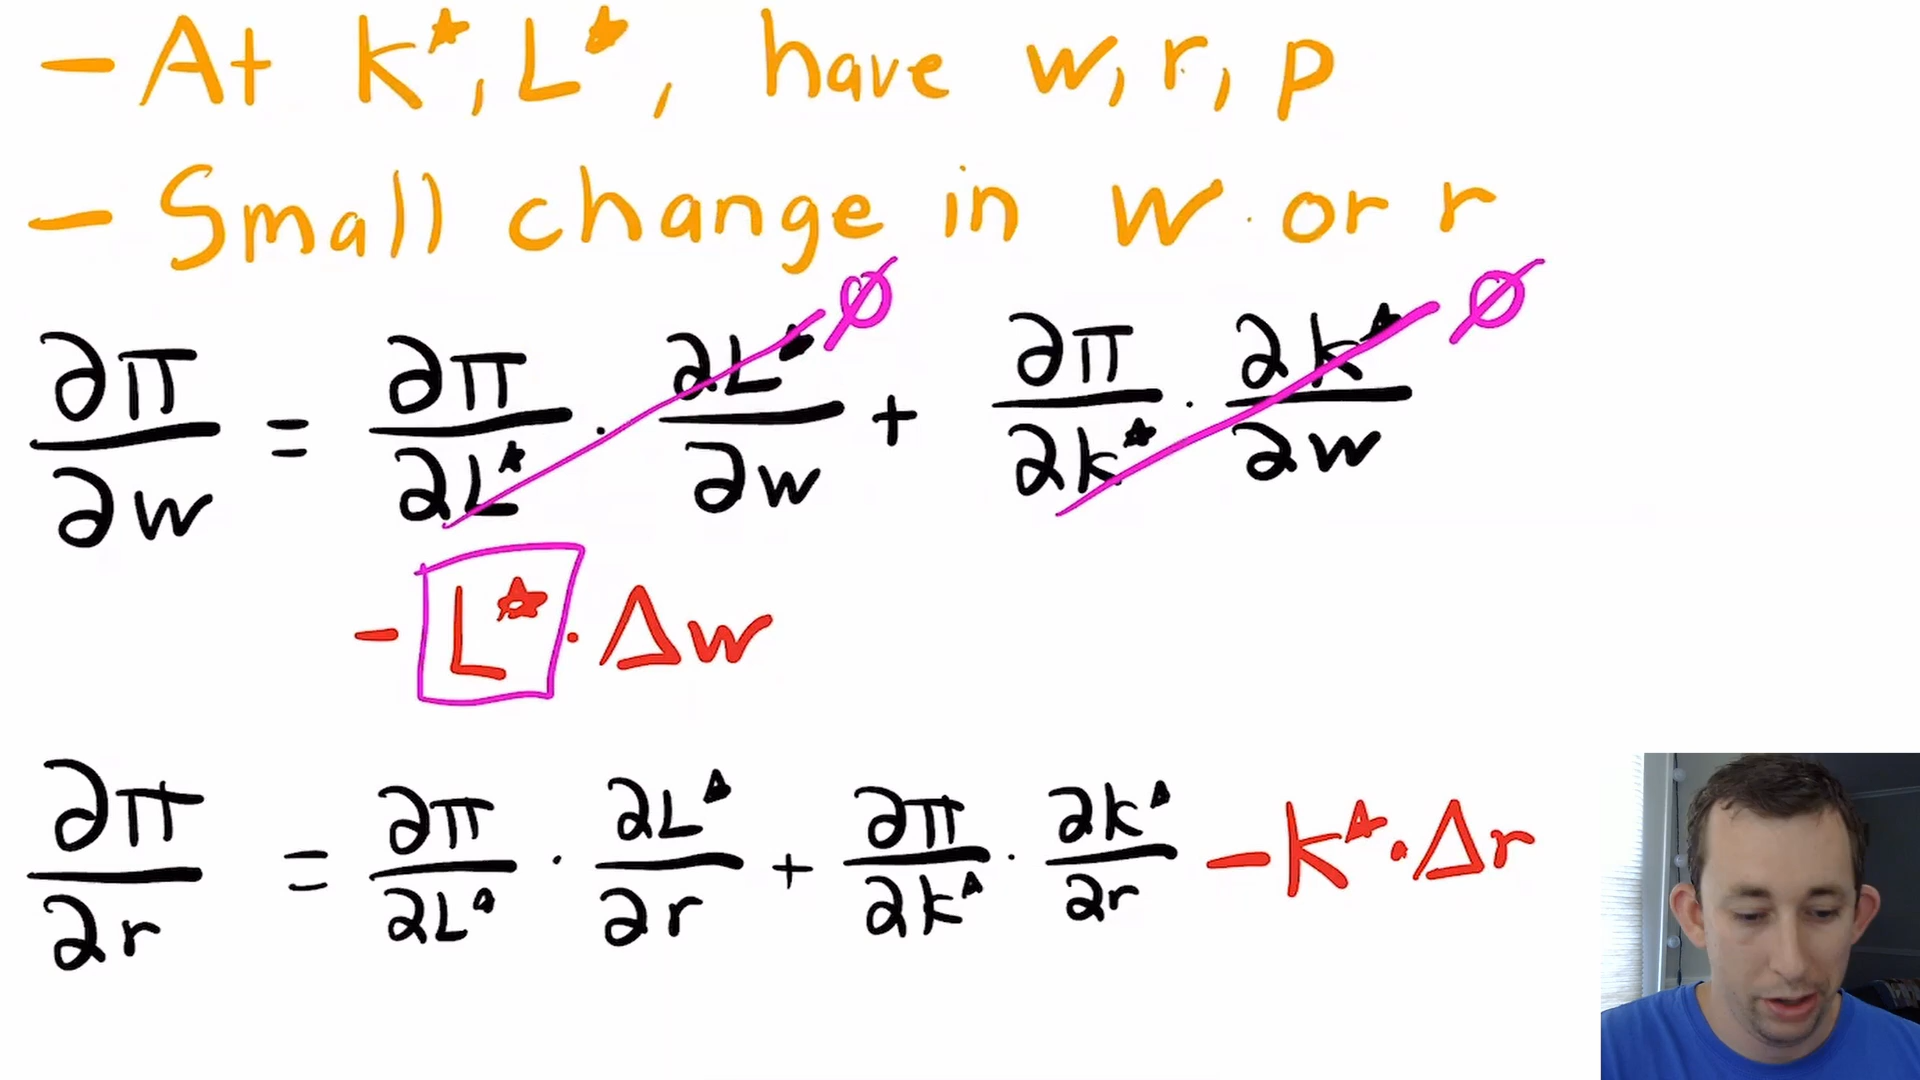 - At K*, L*, have w, r, p
- Small change in w or r
∂π/∂w = ∂π/∂L* · ∂L*/∂w + ∂π/∂K* · ∂K*/∂w
∅ ∅
- L* · Δw
∂π/∂r = ∂π/∂L* · ∂L*/∂r + ∂π/∂K* · ∂K*/∂r - K* · Δr